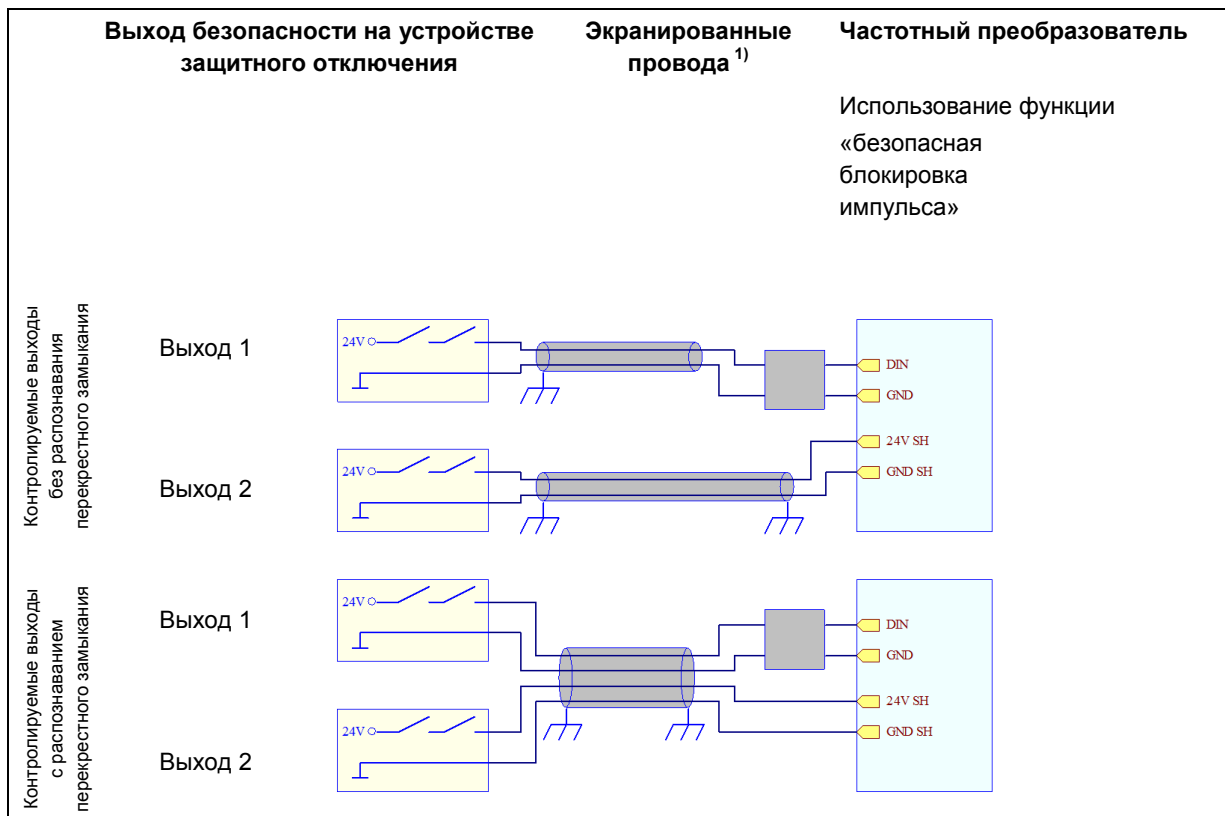 Выход безопасности на устройстве
защитного отключения
Экранированные
провода 1)
Частотный преобразователь
Использование функции
«безопасная
блокировка
импульса»
Контролируемые выходы
без распознавания
перекрестного замыкания
Выход 1
24V
DIN
GND
Выход 2
24V
24V SH
GND SH
Контролируемые выходы
с распознаванием
перекрестного замыкания
Выход 1
24V
DIN
GND
Выход 2
24V
24V SH
GND SH